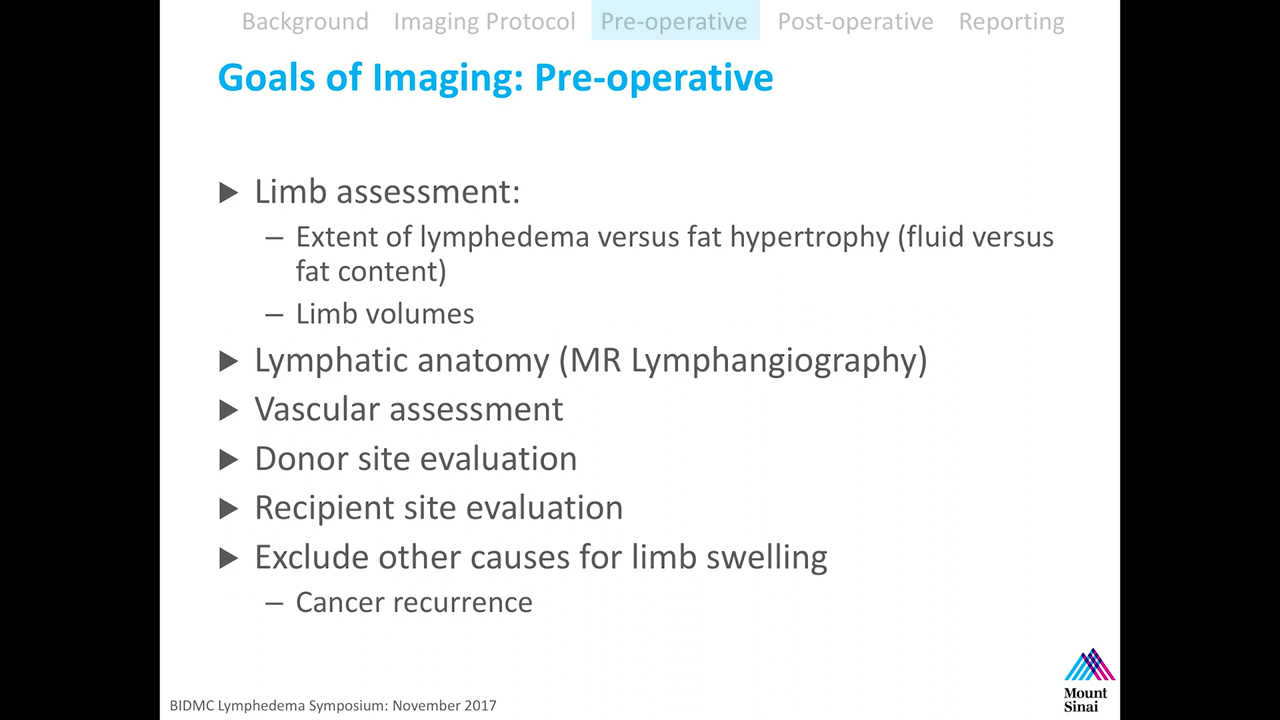 Background Imaging Protocol Pre-operative Post-operative Reporting
Goals of Imaging: Pre-operative
▶ Limb assessment:
– Extent of lymphedema versus fat hypertrophy (fluid versus
fat content)
– Limb volumes
▶ Lymphatic anatomy (MR Lymphangiography)
▶ Vascular assessment
▶ Donor site evaluation
▶ Recipient site evaluation
▶ Exclude other causes for limb swelling
– Cancer recurrence
Mount
Sinai
BIDMC Lymphedema Symposium: November 2017